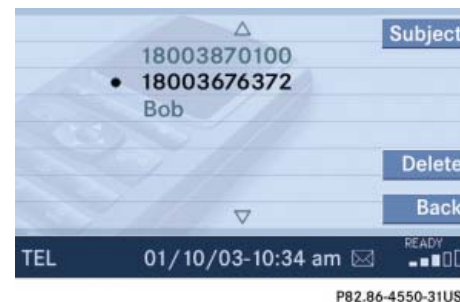 Subject
18003870100
18003676372
Bob
Delete
Back
READY
TEL 01/10/03-10:34 am
P82.86-4550-31US